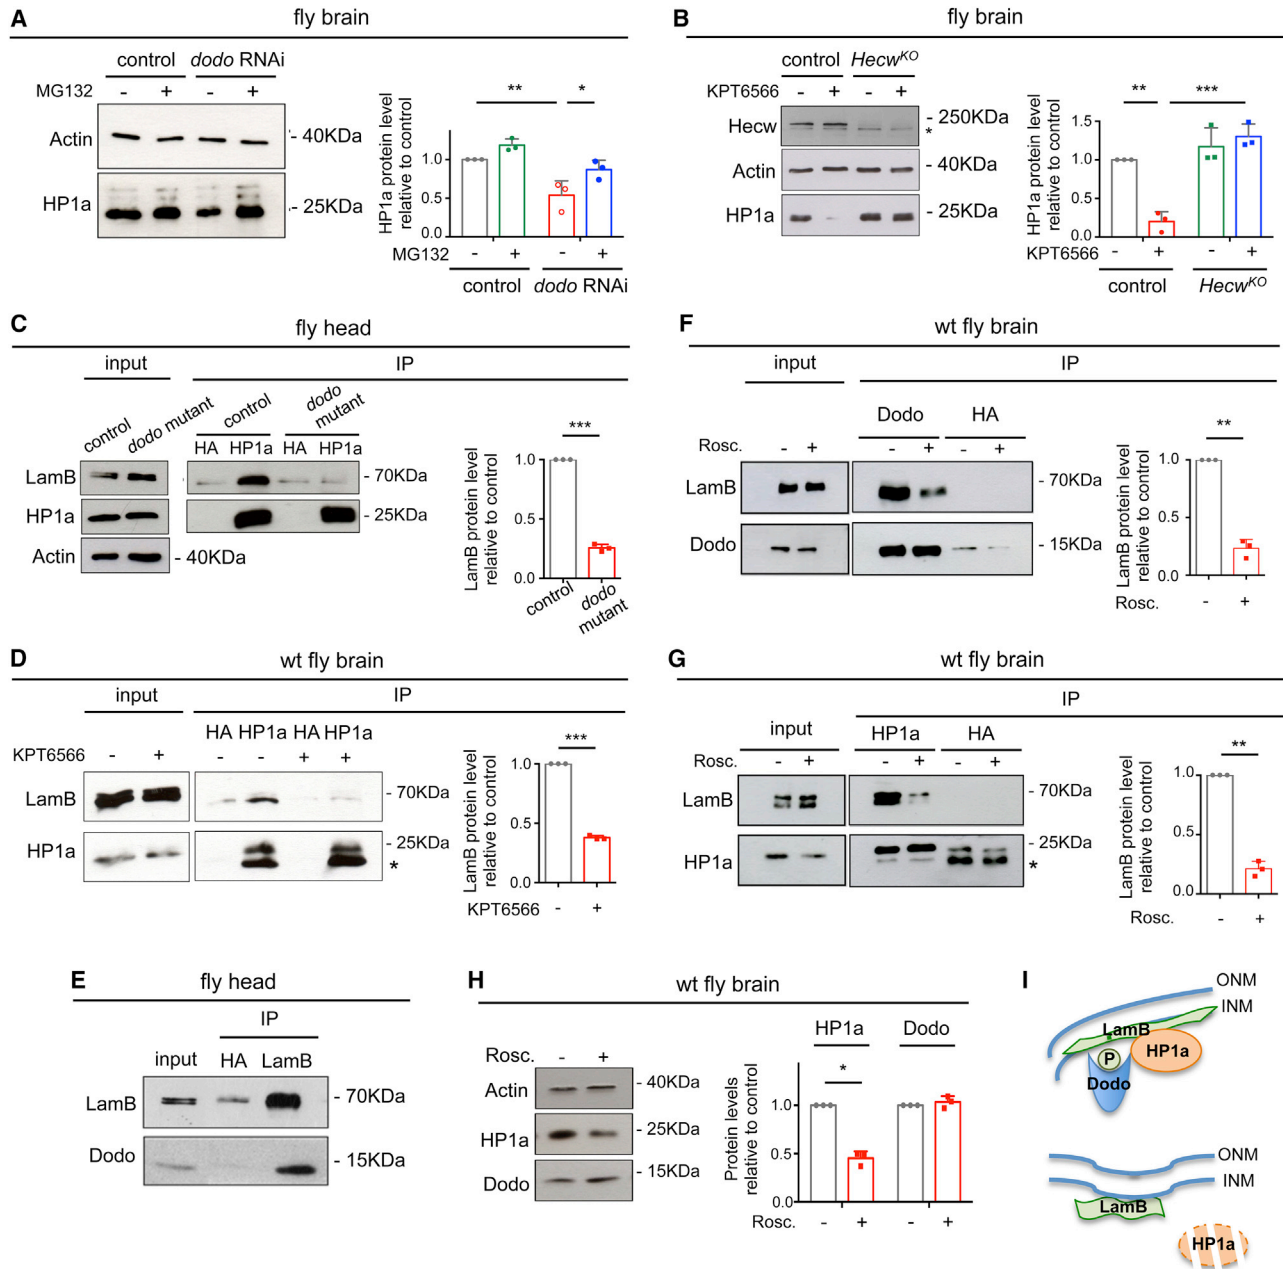 A
fly brain
control dodo RNAi
MG132 - + - +
Actin - 40KDa
HP1a - 25KDa
HP1a protein level
relative to control
** *
1.0
0.5
0.0
MG132 - + - +
control dodo RNAi
B
fly brain
control HecwKO
KPT6566 - + - +
Hecw - 250KDa
*
Actin - 40KDa
HP1a - 25KDa
HP1a protein level
relative to control
** ***
1.5
1.0
0.5
0.0
KPT6566 - + - +
control HecwKO
C
fly head
input IP
control dodo mutant
control dodo
mutant
HA HP1a HA HP1a
LamB - 70KDa
HP1a - 25KDa
Actin - 40KDa
LamB protein level
relative to control
***
1.0
0.5
0.0
control dodo
mutant
D
wt fly brain
input IP
HA HP1a HA HP1a
KPT6566 - + - - + +
LamB - 70KDa
HP1a - 25KDa
*
LamB protein level
relative to control
***
1.0
0.5
0.0
KPT6566 - +
E
fly head
IP
input HA LamB
LamB - 70KDa
Dodo - 15KDa
F
wt fly brain
input IP
Dodo HA
Rosc. - + - + - +
LamB - 70KDa
Dodo - 15KDa
LamB protein level
relative to control
**
1.0
0.5
0.0
Rosc. - +
G
wt fly brain
IP
input HP1a HA
Rosc. - + - + - +
LamB - 70KDa
HP1a - 25KDa
*
LamB protein level
relative to control
**
1.0
0.5
0.0
Rosc. - +
H
wt fly brain
Rosc. - +
Actin - 40KDa
HP1a - 25KDa
Dodo - 15KDa
HP1a Dodo
Protein levels
relative to control
*
1.0
0.5
0.0
Rosc. - + - +
I
ONM
INM
LamB
P
HP1a
Dodo
ONM
INM
LamB
HP1a